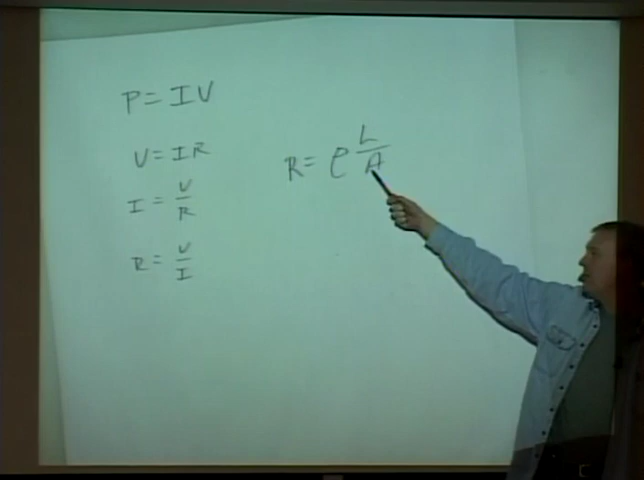 P = IV
V = IR
I = V/R
R = V/I
R = ρ L/A